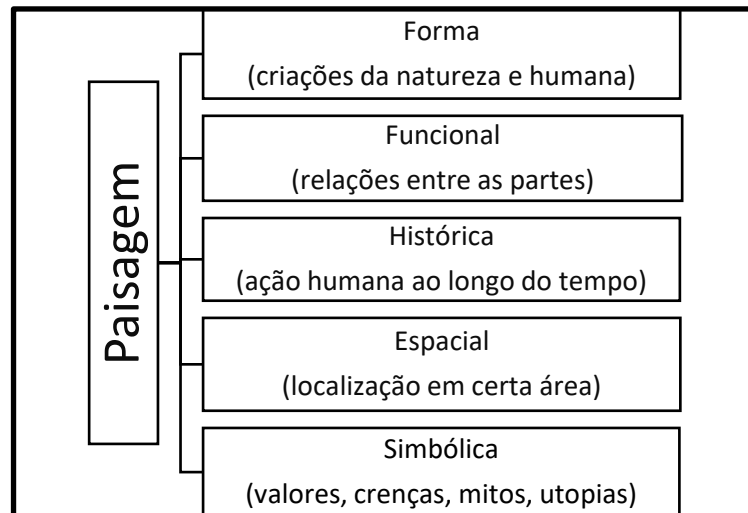 Paisagem
Forma
(criações da natureza e humana)
Funcional
(relações entre as partes)
Histórica
(ação humana ao longo do tempo)
Espacial
(localização em certa área)
Simbólica
(valores, crenças, mitos, utopias)